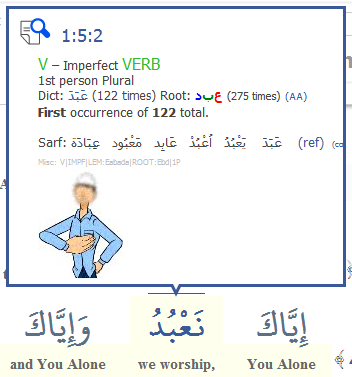 1:5:2
V – Imperfect VERB
1st person Plural
Dict: عَبَدَ (122 times) Root: عبد (275 times) (AA)
First occurrence of 122 total.
Sarf: عَبَدَ يَعْبُدُ اُعْبُدْ عَابِد مَعْبُود عِبَادَة (ref)
Misc: V|IMPF|LEM:Eabada|ROOT:Ebd|1P
إِيَّاكَ نَعْبُدُ وَإِيَّاكَ
You Alone we worship, and You Alone